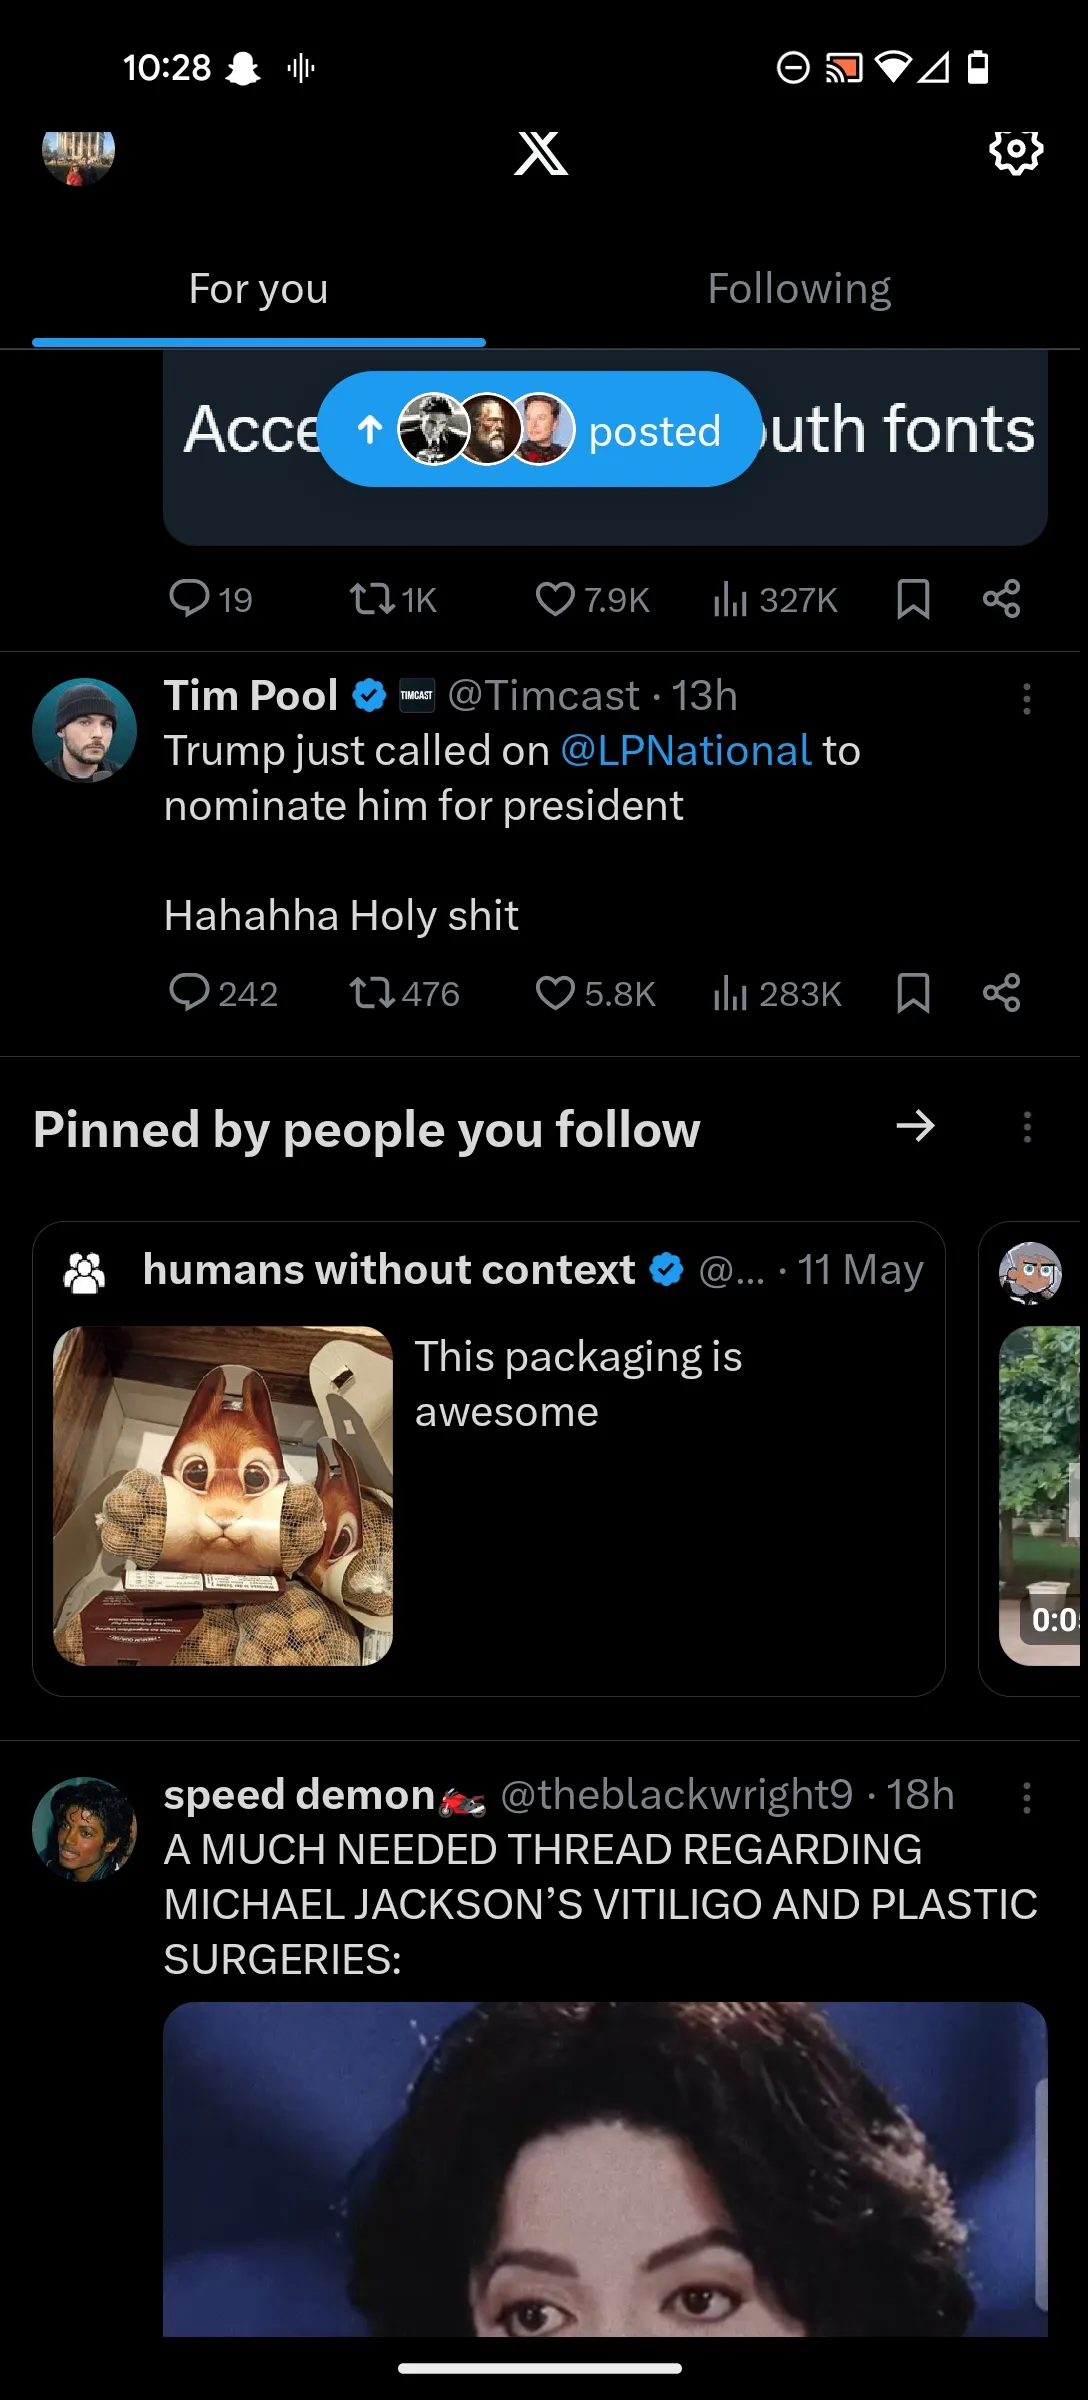 10:28
For you
Following
Acce
posted
outh fonts
19 1K 7.9K 327K
Tim Pool TIMCAST @Timcast · 13h
Trump just called on @LPNational to
nominate him for president
Hahahha Holy shit
242 476 5.8K 283K
Pinned by people you follow
humans without context @... · 11 May
This packaging is
awesome
0:0
speed demon🏍️ @theblackwright9 · 18h
A MUCH NEEDED THREAD REGARDING
MICHAEL JACKSON’S VITILIGO AND PLASTIC
SURGERIES: